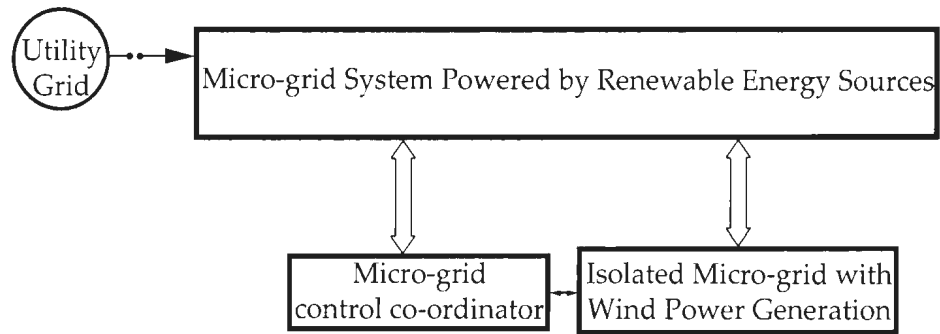 Utility
Grid
Micro-grid System Powered by Renewable Energy Sources
Micro-grid
control co-ordinator
Isolated Micro-grid with
Wind Power Generation